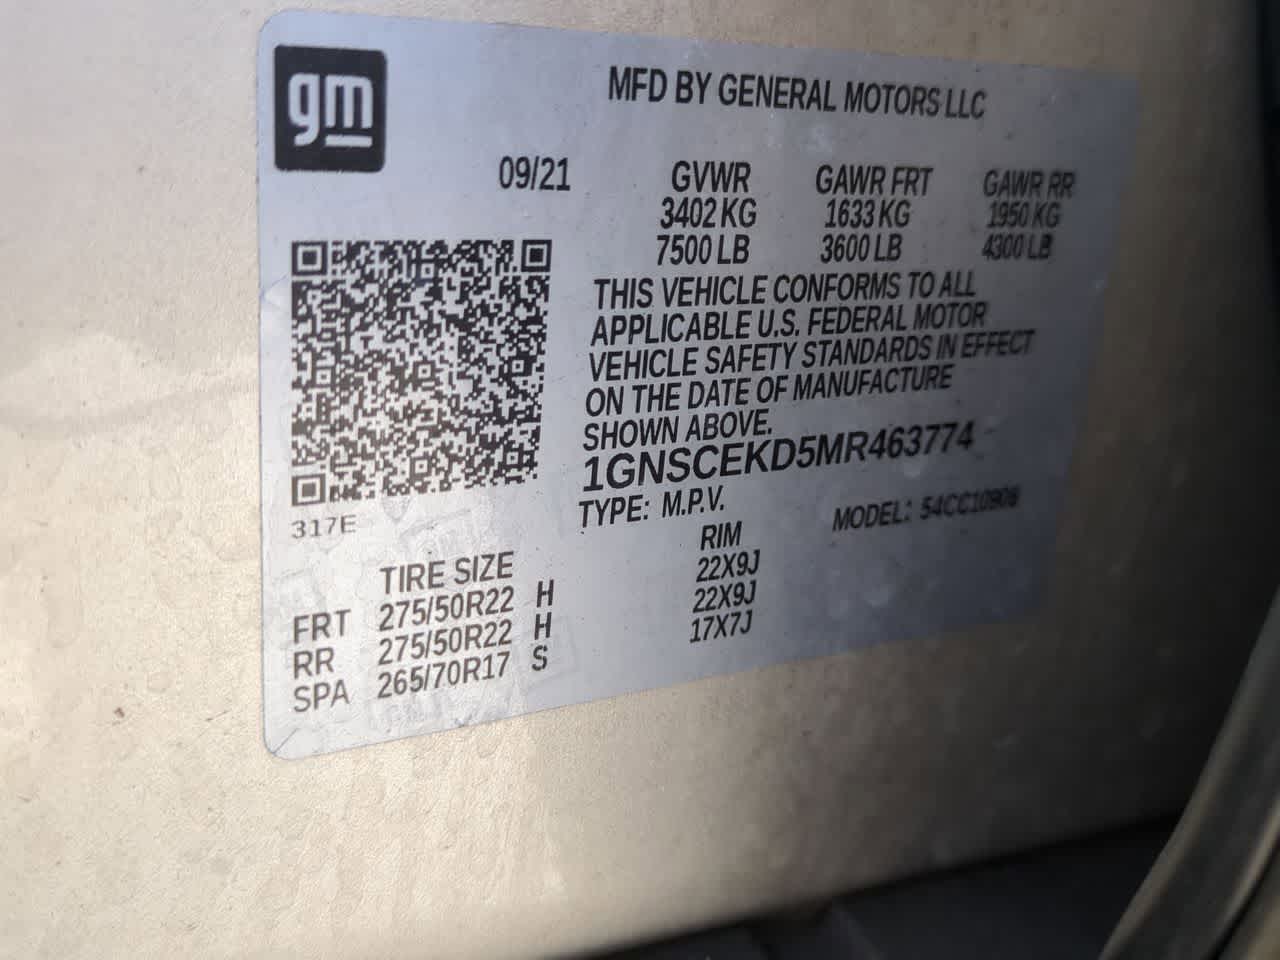 gm
MFD BY GENERAL MOTORS LLC
09/21 GVWR GAWR FRT GAWR RR
3402 KG 1633 KG 1950 KG
7500 LB 3600 LB 4300 LB
THIS VEHICLE CONFORMS TO ALL
APPLICABLE U.S. FEDERAL MOTOR
VEHICLE SAFETY STANDARDS IN EFFECT
ON THE DATE OF MANUFACTURE
SHOWN ABOVE.
1GNSCEKD5MR463774
317E
TYPE: M.P.V. MODEL:
TIRE SIZE RIM
FRT 275/50R22 H 22X9J
RR 275/50R22 H 22X9J
SPA 265/70R17 S 17X7J